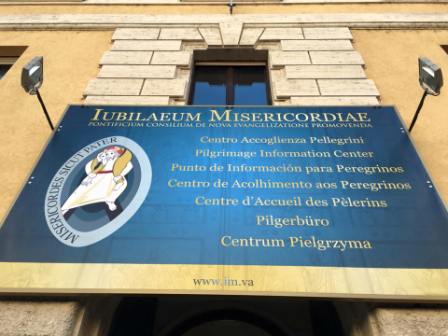 IUBILAEUM MISERICORDIAE
PONTIFICIUM CONSILIUM DE NOVA EVANGELIZATIONE PROMOVENDA
Centro Accoglienza Pellegrini
Pilgrimage Information Center
Punto de Información para Peregrinos
Centro de Acolhimento aos Peregrinos
Centre d'Accueil des Pèlerins
Pilgerbüro
Centrum Pielgrzyma
MISERICORDES SICUT PATER
www.im.va